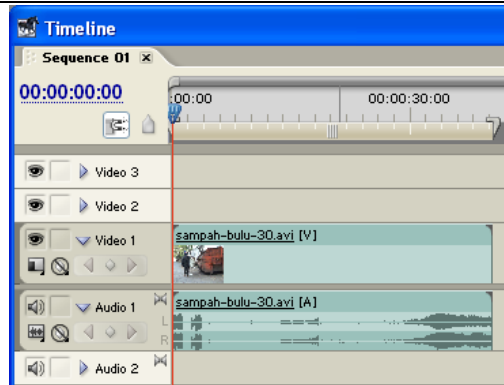 Timeline
Sequence 01
00:00:00:00
:00:00
00:00:30:00
Video 3
Video 2
Video 1
sampah-bulu-30.avi [V]
Audio 1
sampah-bulu-30.avi [A]
L
R
Audio 2